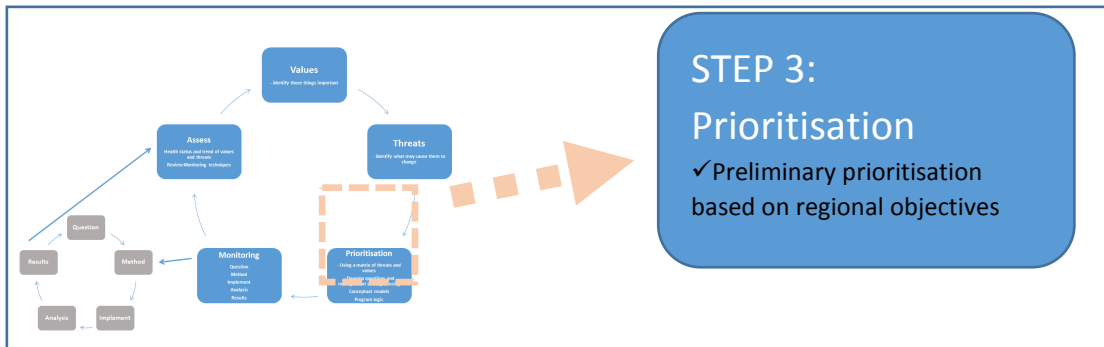 Values
- Identify those things important
Threats
- Identify what may cause them to
change
Assess
Health status and trend of values
and threats
Review Monitoring techniques
Prioritisation
- Using a matrix of threats and
values
Conceptual models
Program logic
Monitoring
Question
Method
Implement
Analysis
Results
Question
Method
Implement
Analysis
Results
STEP 3:
Prioritisation
✓Preliminary prioritisation
based on regional objectives